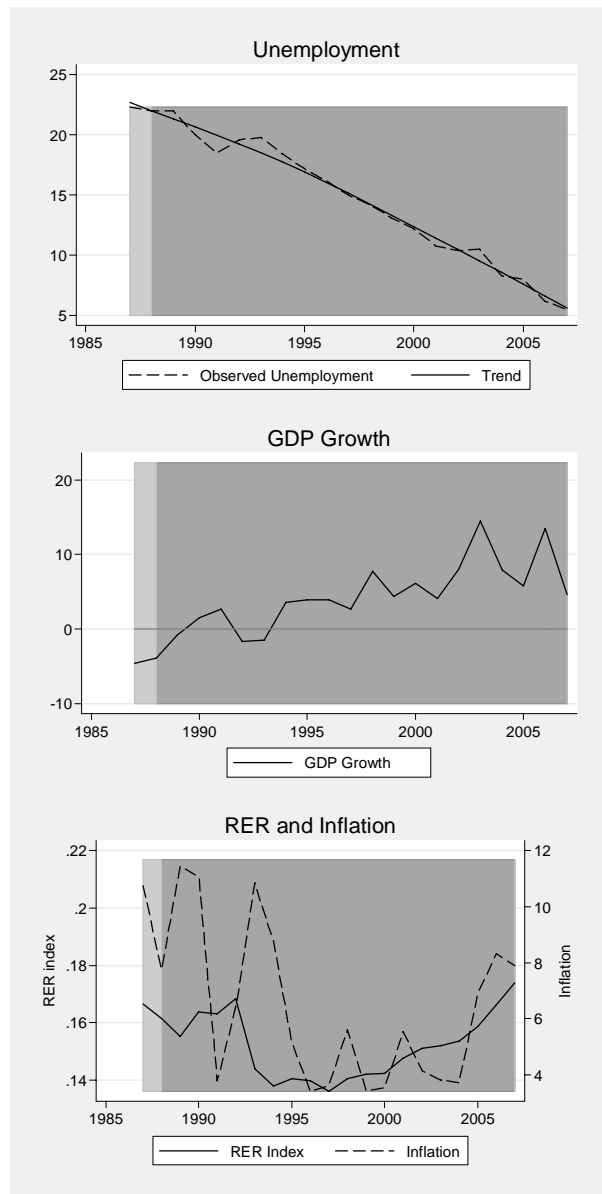 Unemployment
25
20
15
10
5
1985 1990 1995 2000 2005
Observed Unemployment Trend
GDP Growth
20
10
0
-10
1985 1990 1995 2000 2005
GDP Growth
RER and Inflation
.22
.2
.18
.16
.14
RER index
12
10
8
6
4
Inflation
1985 1990 1995 2000 2005
RER Index Inflation